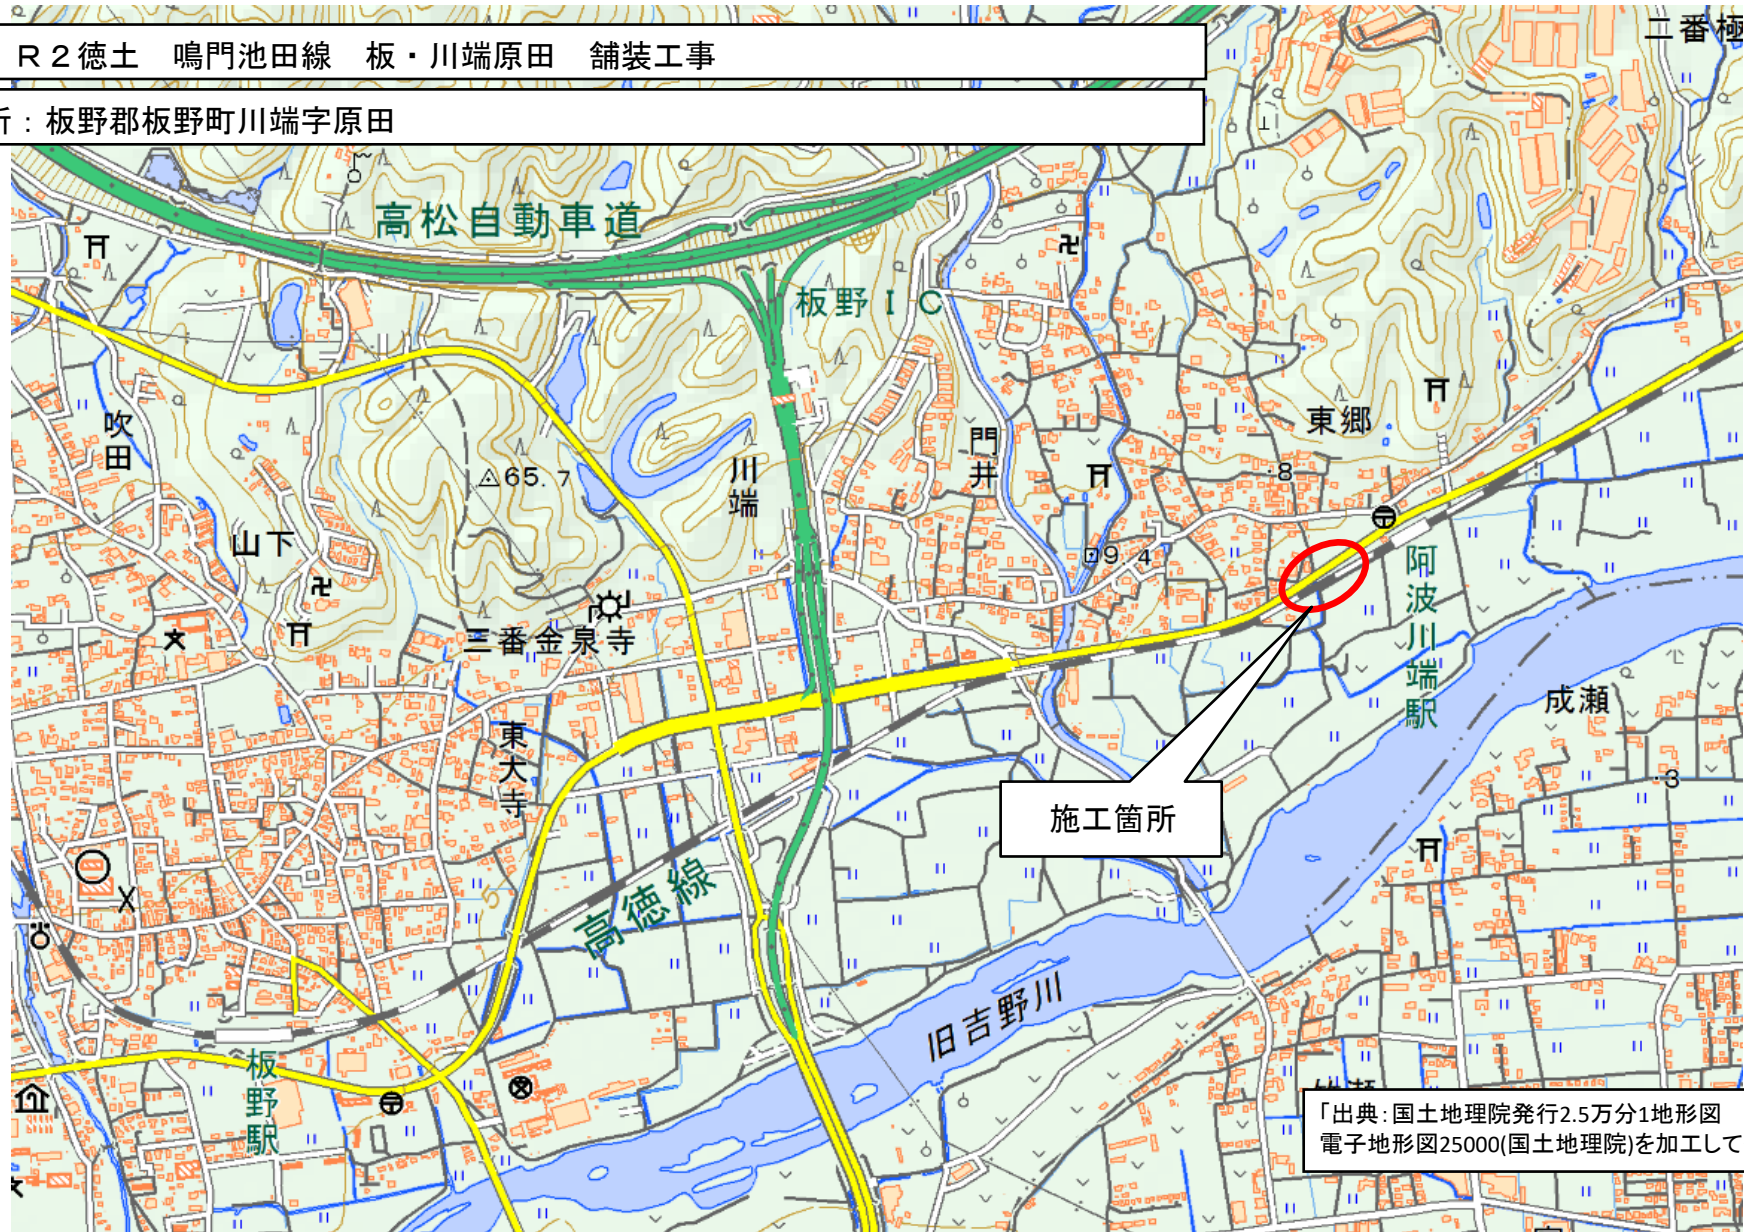 R2徳土　鳴門池田線　板・川端原田　舗装工事
二番極
所：板野郡板野町川端字原田
高松自動車道
板野IC
吹田
川端
門井
東郷
65.7
8
山下
9.4
阿波川端駅
三番金泉寺
成瀬
東大寺
3
施工箇所
高徳線
旧吉野川
板野駅
「出典：国土地理院発行2.5万分1地形図
電子地形図25000(国土地理院)を加工して